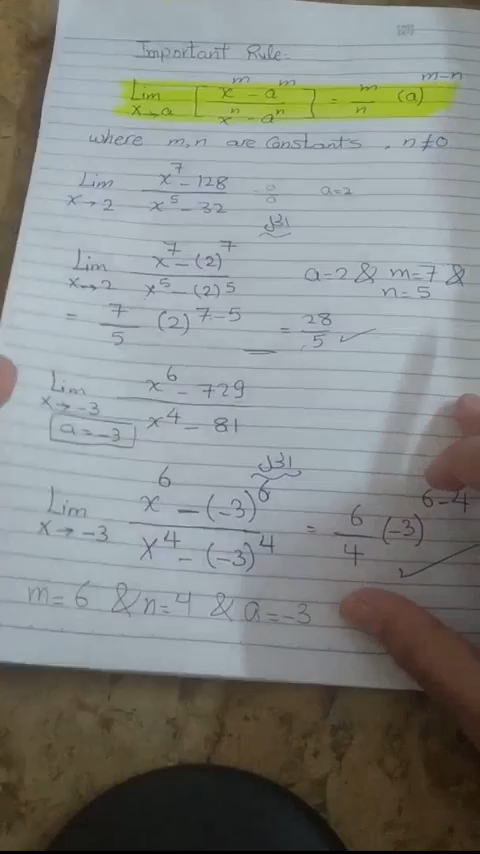 Important Rule:
Lim x→a [ x^m - a^m / x^n - a^n ] = m/n (a)^m-n
where m,n are constants, n≠0
Lim x→2 x^7 - 128 / x^5 - 32 = 0/0 a=2
Lim x→2 x^7 - (2)^7 / x^5 - (2)^5 a=2 & m=7 & n=5
= 7/5 (2)^7-5 = 28/5 ✓
Lim x→-3 x^6 - 729 / x^4 - 81
a=-3
Lim x→-3 x^6 - (-3)^6 / x^4 - (-3)^4 = 6/4 (-3)^6-4 ✓
m=6 & n=4 & a=-3